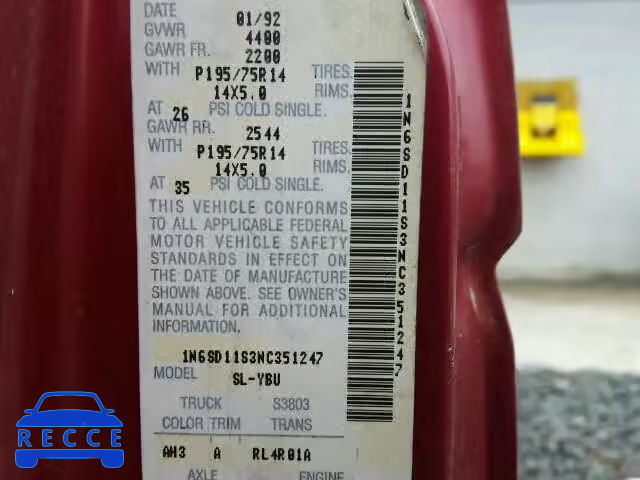 DATE 01/92
GVWR 4400
GAWR FR. 2200
WITH P195/75R14 TIRES.
14X5.0 RIMS.
AT 26 PSI COLD SINGLE.
GAWR RR. 2544
WITH P195/75R14 TIRES.
14X5.0 RIMS.
AT 35 PSI COLD SINGLE.
THIS VEHICLE CONFORMS
TO ALL APPLICABLE FEDERAL
MOTOR VEHICLE SAFETY
STANDARDS IN EFFECT ON
THE DATE OF MANUFACTURE
SHOWN ABOVE. SEE OWNER'S
MANUAL FOR ADDITIONAL
INFORMATION
1N6SD11S3NC351247
MODEL SL-YBU
TRUCK S3803
COLOR TRIM TRANS
AH3 A RL4R01A
AXLE ENGINE
1N6SD11S3NC351247
RECCE